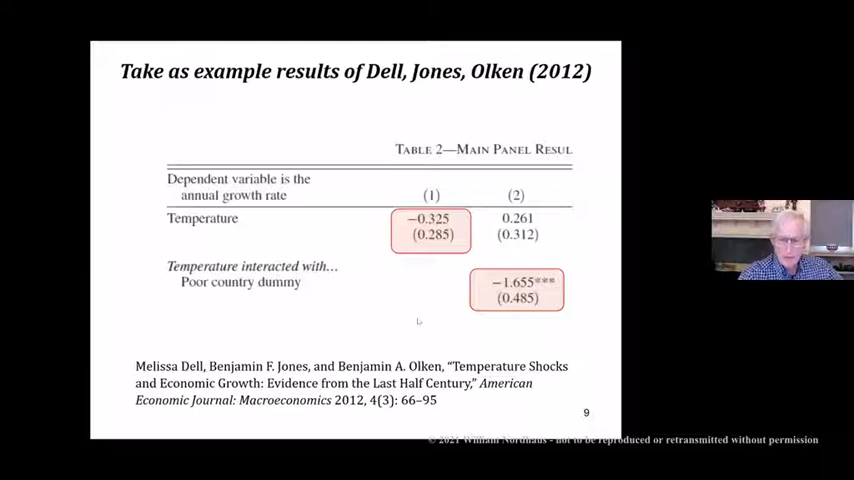 Take as example results of Dell, Jones, Olken (2012)
TABLE 2—MAIN PANEL RESUL
Dependent variable is the
annual growth rate
(1)
(2)
Temperature
−0.325
0.261
(0.285)
(0.312)
Temperature interacted with…
Poor country dummy
−1.655***
(0.485)
Melissa Dell, Benjamin F. Jones, and Benjamin A. Olken, "Temperature Shocks
and Economic Growth: Evidence from the Last Half Century," American
Economic Journal: Macroeconomics 2012, 4(3): 66–95
9
© 2021 William Nordhaus - not to be reproduced or retransmitted without permission